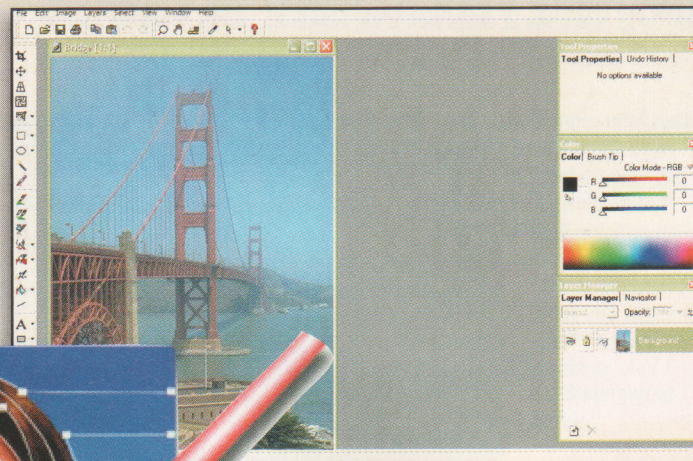 File Edit Image Layers Select View Window Help
Bridge [1:1]
Tool Properties
Tool Properties Undo History
No options available
Color
Color Brush Tip
Color Mode - RGB
R 0
G 0
B 0
Layer Manager
Layer Manager Navigator
Opacity: %
Background
A